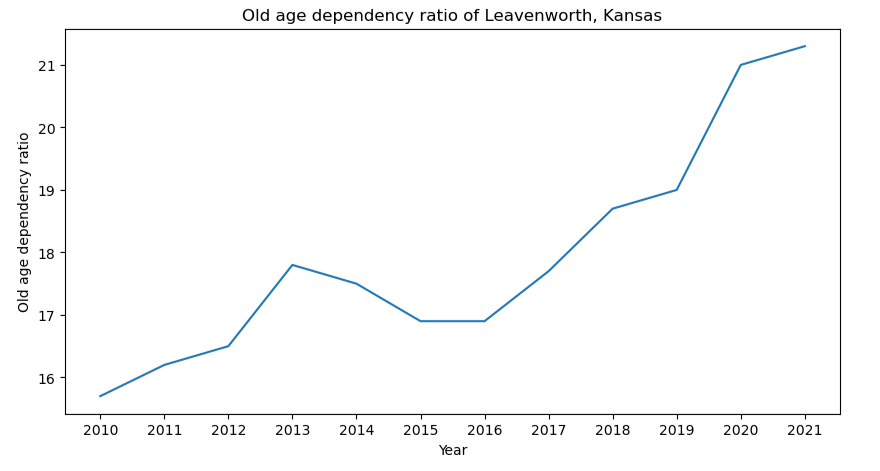 Old age dependency ratio of Leavenworth, Kansas
Old age dependency ratio
21
20
19
18
17
16
2010 2011 2012 2013 2014 2015 2016 2017 2018 2019 2020 2021
Year